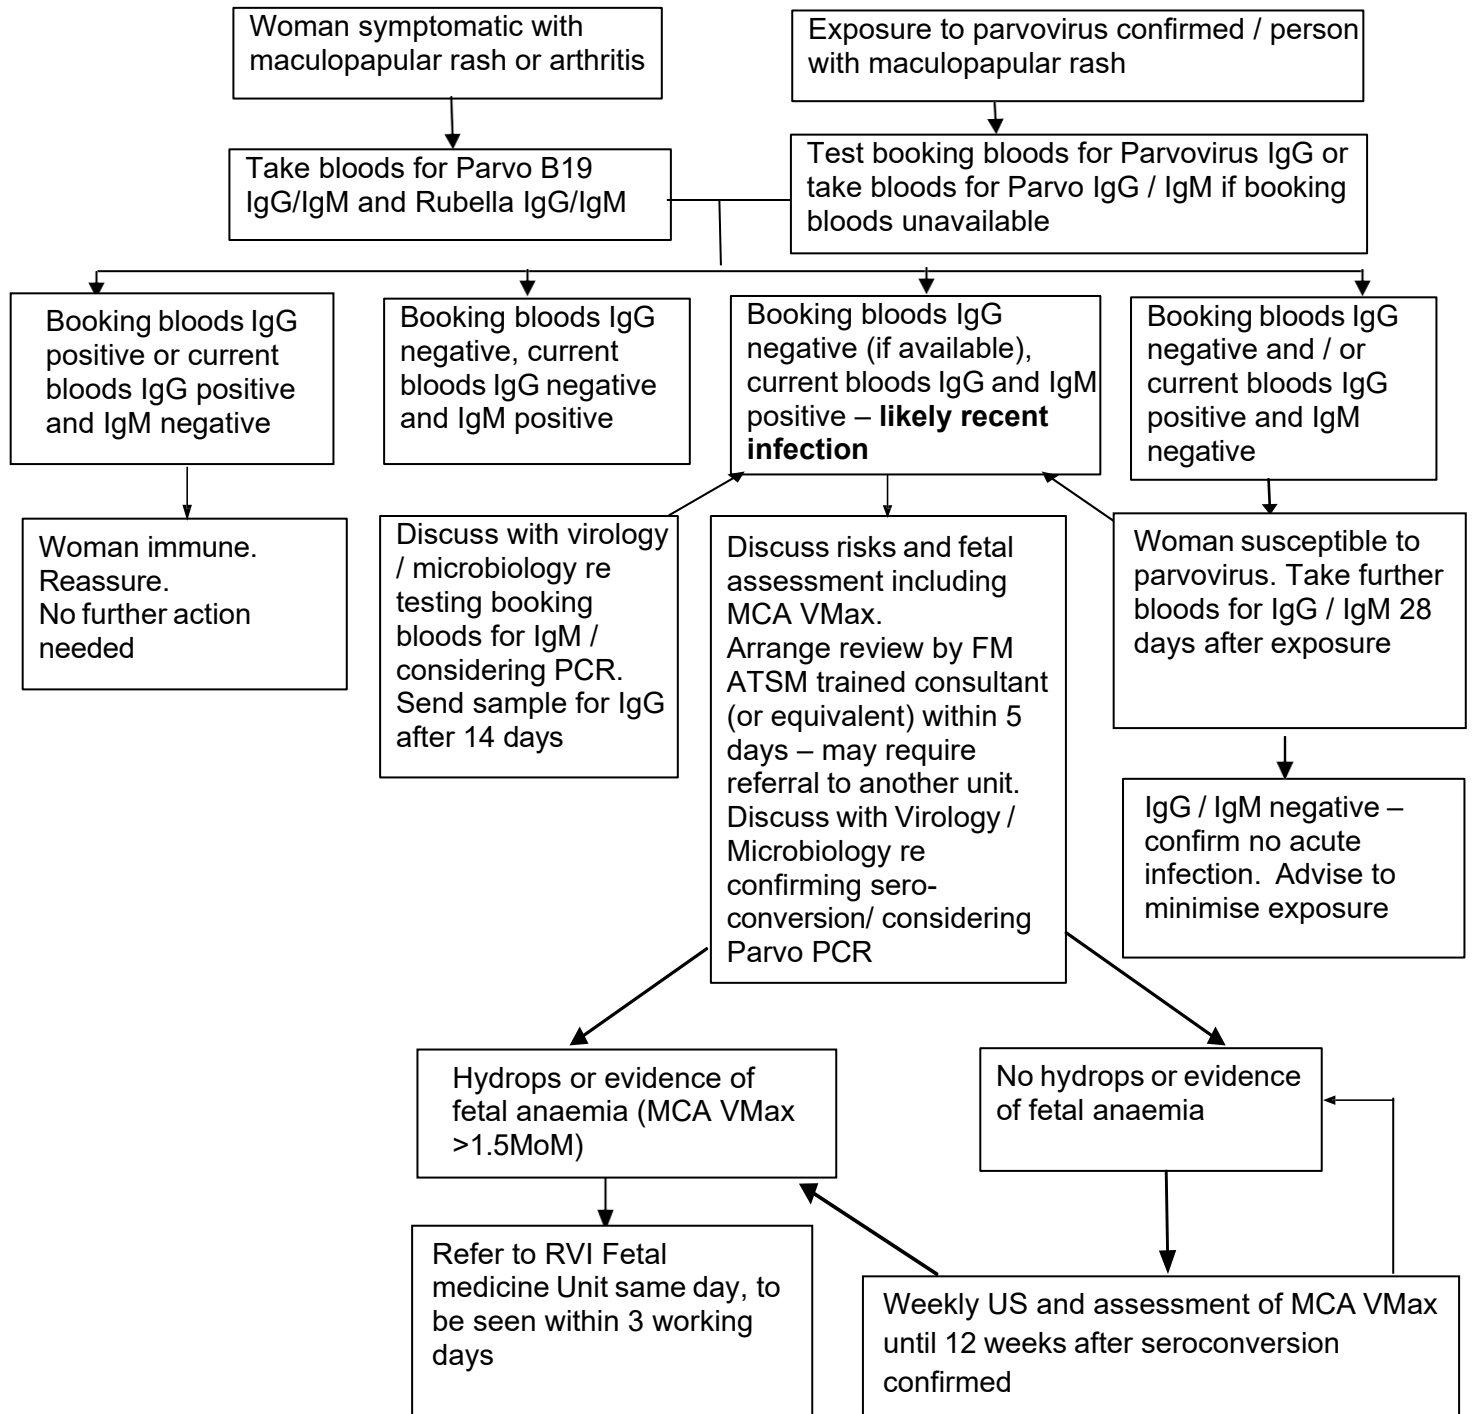 Woman symptomatic with
maculopapular rash or arthritis
Exposure to parvovirus confirmed / person
with maculopapular rash
Take bloods for Parvo B19
IgG/IgM and Rubella IgG/IgM
Test booking bloods for Parvovirus IgG or
take bloods for Parvo IgG / IgM if booking
bloods unavailable
Booking bloods IgG
positive or current
bloods IgG positive
and IgM negative
Booking bloods IgG
negative, current
bloods IgG negative
and IgM positive
Booking bloods IgG
negative (if available),
current bloods IgG and IgM
positive – likely recent
infection
Booking bloods IgG
negative and / or
current bloods IgG
positive and IgM
negative
Woman immune.
Reassure.
No further action
needed
Discuss with virology
/ microbiology re
testing booking
bloods for IgM /
considering PCR.
Send sample for IgG
after 14 days
Discuss risks and fetal
assessment including
MCA VMax.
Arrange review by FM
ATSM trained consultant
(or equivalent) within 5
days – may require
referral to another unit.
Discuss with Virology /
Microbiology re
confirming sero-
conversion/ considering
Parvo PCR
Woman susceptible to
parvovirus. Take further
bloods for IgG / IgM 28
days after exposure
IgG / IgM negative –
confirm no acute
infection. Advise to
minimise exposure
Hydrops or evidence of
fetal anaemia (MCA VMax
>1.5MoM)
No hydrops or evidence
of fetal anaemia
Refer to RVI Fetal
medicine Unit same day, to
be seen within 3 working
days
Weekly US and assessment of MCA VMax
until 12 weeks after seroconversion
confirmed